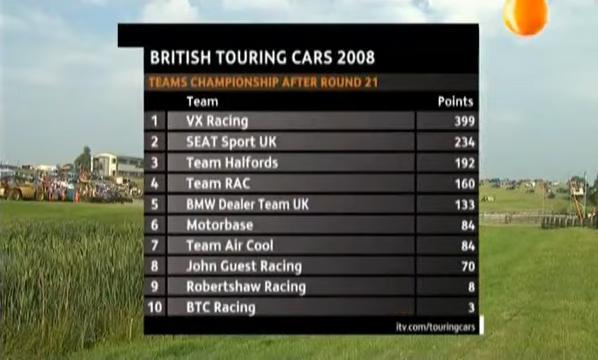 BRITISH TOURING CARS 2008
TEAMS CHAMPIONSHIP AFTER ROUND 21
Team Points
1 VX Racing 399
2 SEAT Sport UK 234
3 Team Halfords 192
4 Team RAC 160
5 BMW Dealer Team UK 133
6 Motorbase 84
7 Team Air Cool 84
8 John Guest Racing 70
9 Robertshaw Racing 8
10 BTC Racing 3
itv.com/touringcars